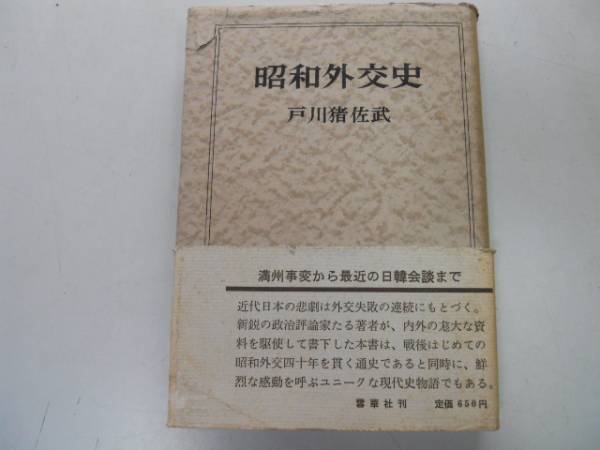 昭和外交史
戸川猪佐武
満州事変から最近の日韓会談まで
近代日本の悲劇は外交失敗の連続にもとづく。
新鋭の政治評論家たる著者が、内外の尨大な資
料を駆使して書下した本書は、戦後はじめての
昭和外交四十年を貫く通史であると同時に、鮮
烈な感動を呼ぶユニークな現代史物語でもある。
雪華社刊 定価650円